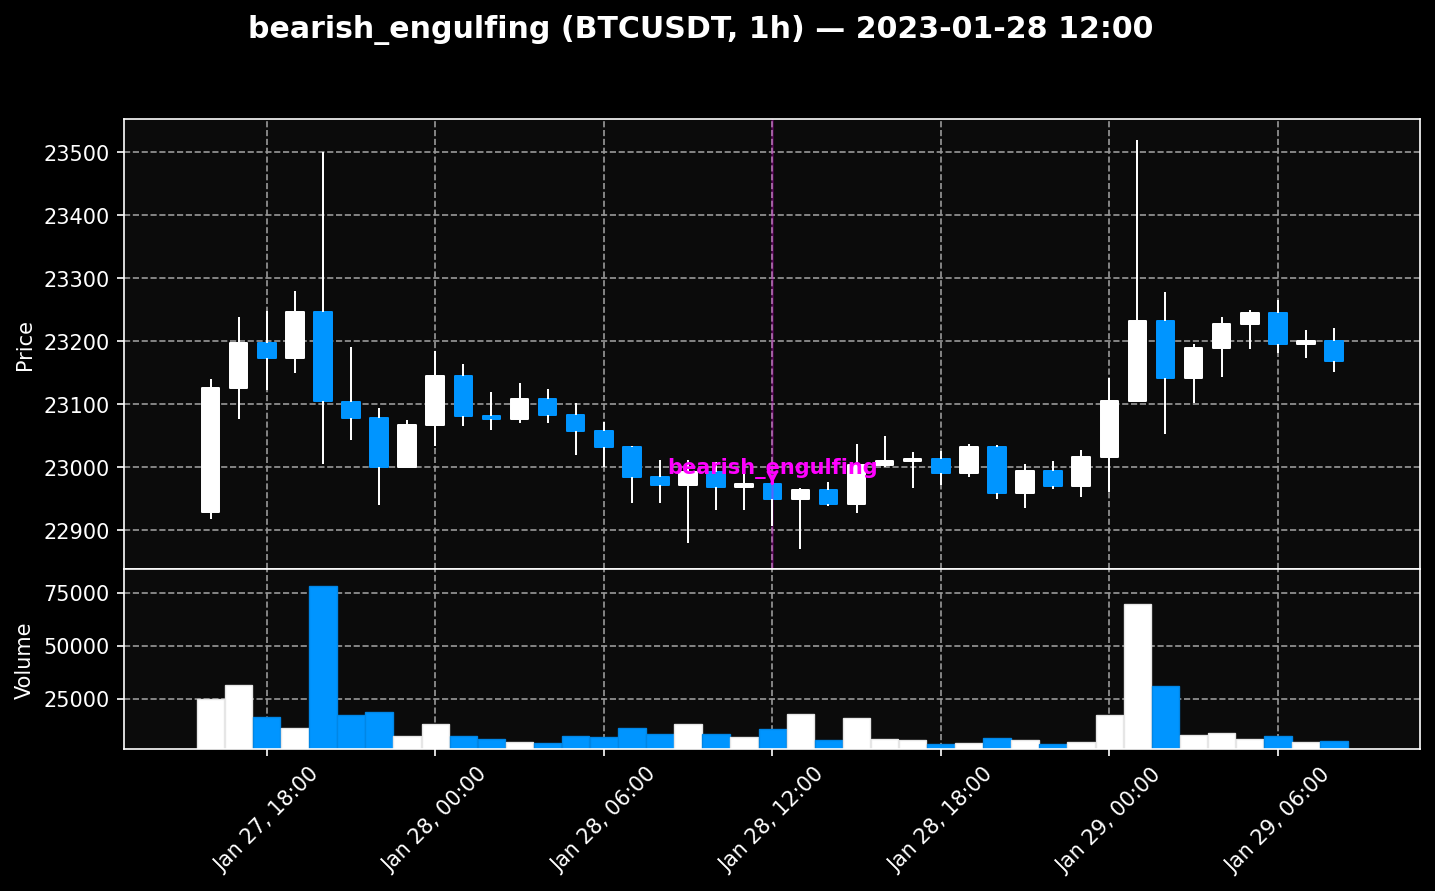 bearish_engulfing (BTCUSDT, 1h) — 2023-01-28 12:00
23500
23400
23300
23200
23100
23000
22900
Price
bearish_engulfing
75000
50000
25000
Volume
Jan 27, 18:00
Jan 28, 00:00
Jan 28, 06:00
Jan 28, 12:00
Jan 28, 18:00
Jan 29, 00:00
Jan 29, 06:00